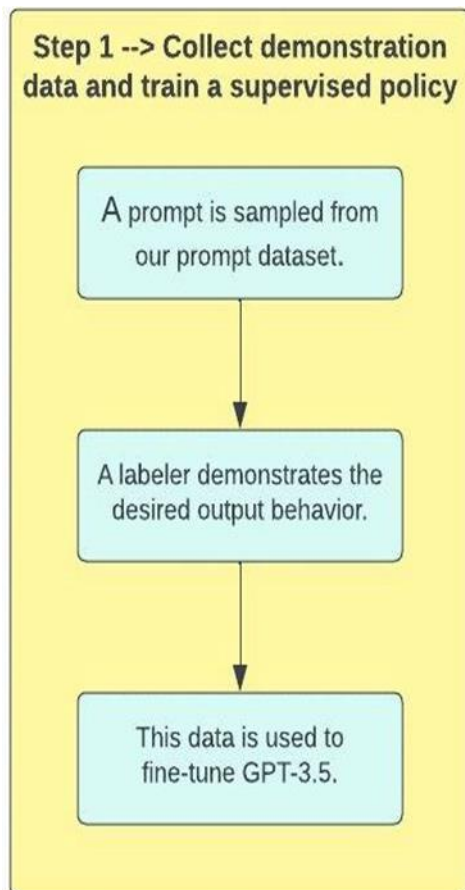 Step 1 --> Collect demonstration
data and train a supervised policy
A prompt is sampled from
our prompt dataset.
A labeler demonstrates the
desired output behavior.
This data is used to
fine-tune GPT-3.5.